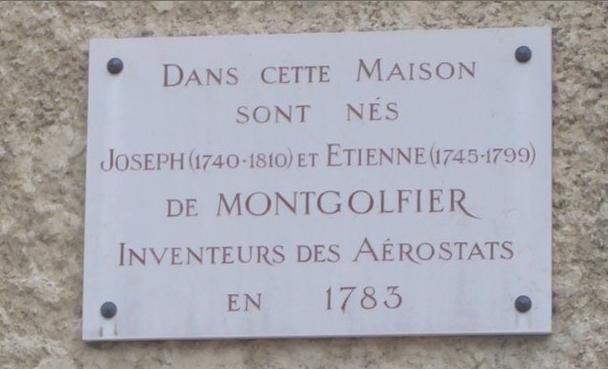 DANS CETTE MAISON
SONT NÉS
JOSEPH (1740-1810) ET ETIENNE (1745-1799)
DE MONTGOLFIER
INVENTEURS DES AÉROSTATS
EN 1783